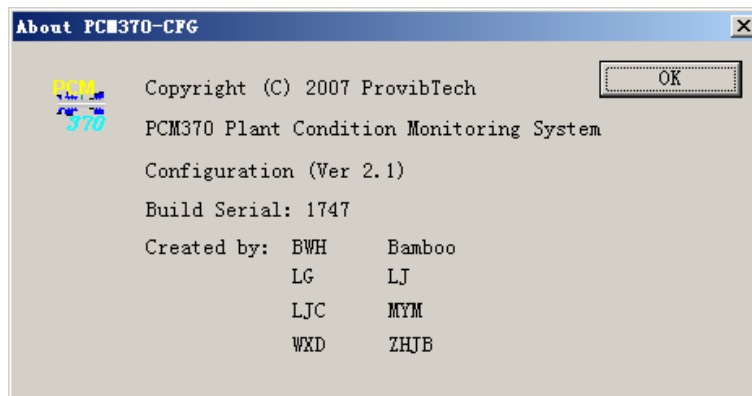 About PCM370-CFG
OK
PCM
370
Copyright (C) 2007 ProvibTech
PCM370 Plant Condition Monitoring System
Configuration (Ver 2.1)
Build Serial: 1747
Created by: BWH Bamboo
LG LJ
LJC MYM
WXD ZHJB